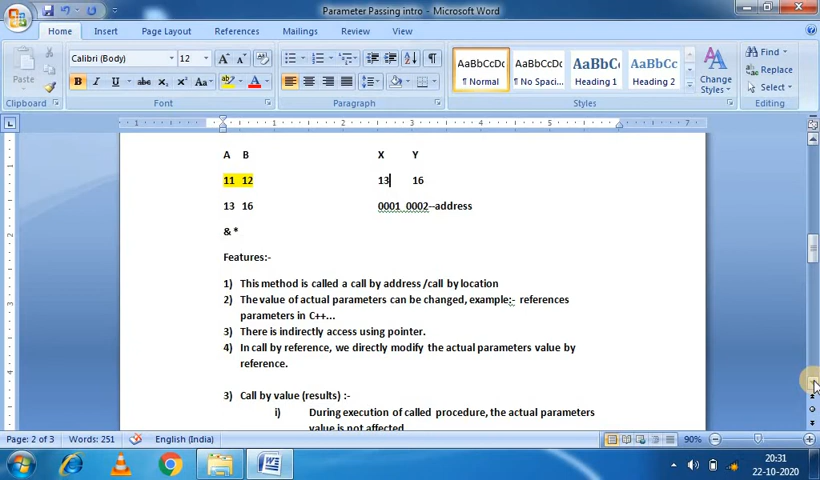 Parameter Passing intro - Microsoft Word
Home Insert Page Layout References Mailings Review View
Calibri (Body) 12
AaBbCcDc AaBbCcDc AaBbC AaBbCc
¶ Normal ¶ No Spaci... Heading 1 Heading 2
Change Styles
Find
Replace
Select
Paste
Clipboard Font Paragraph Styles Editing
A B X Y
11 12 13 16
13 16 0001 0002--address
& *
Features:-
1) This method is called a call by address /call by location
2) The value of actual parameters can be changed, example:- references
parameters in C++...
3) There is indirectly access using pointer.
4) In call by reference, we directly modify the actual parameters value by
reference.
3) Call by value (results) :-
i) During execution of called procedure, the actual parameters
value is not affected
Page: 2 of 3 Words: 251 English (India) 90%
20:31
22-10-2020